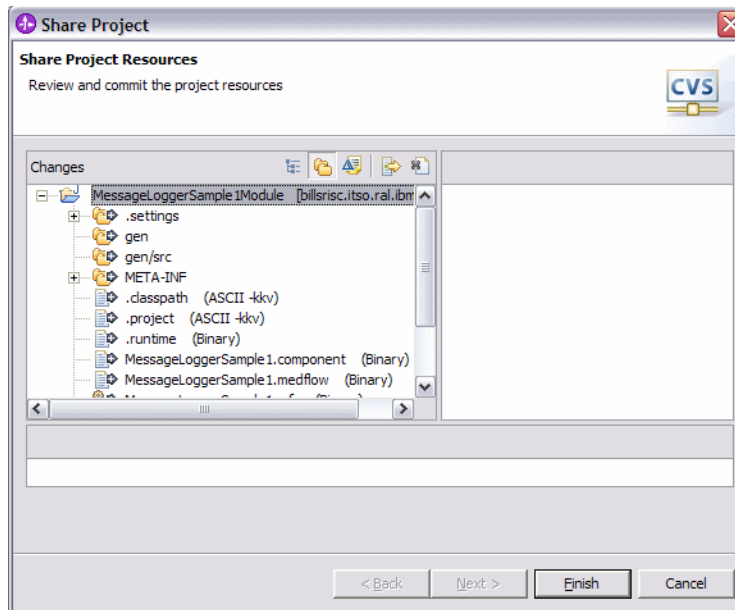 Share Project
Share Project Resources
Review and commit the project resources
CVS
Changes
MessageLoggerSample1Module [billsrisc.itso.ral.ibm
.settings
gen
gen/src
META-INF
.classpath (ASCII -kkv)
.project (ASCII -kkv)
.runtime (Binary)
MessageLoggerSample1.component (Binary)
MessageLoggerSample1.medflow (Binary)
< Back Next > Finish Cancel